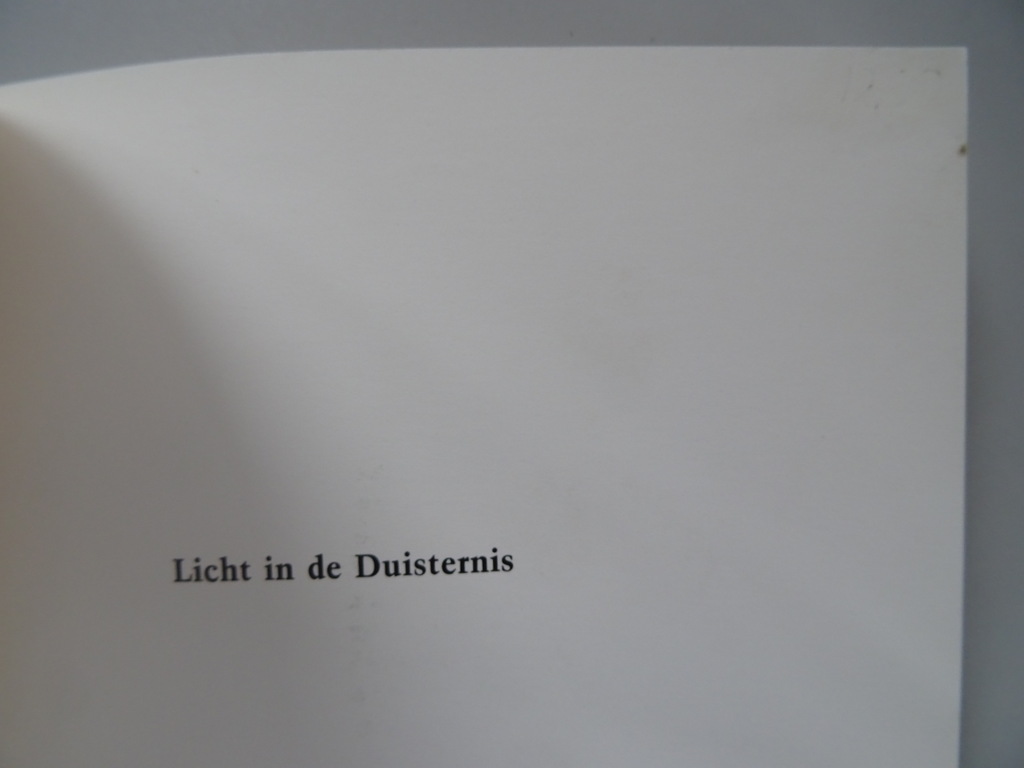 Licht in de Duisternis